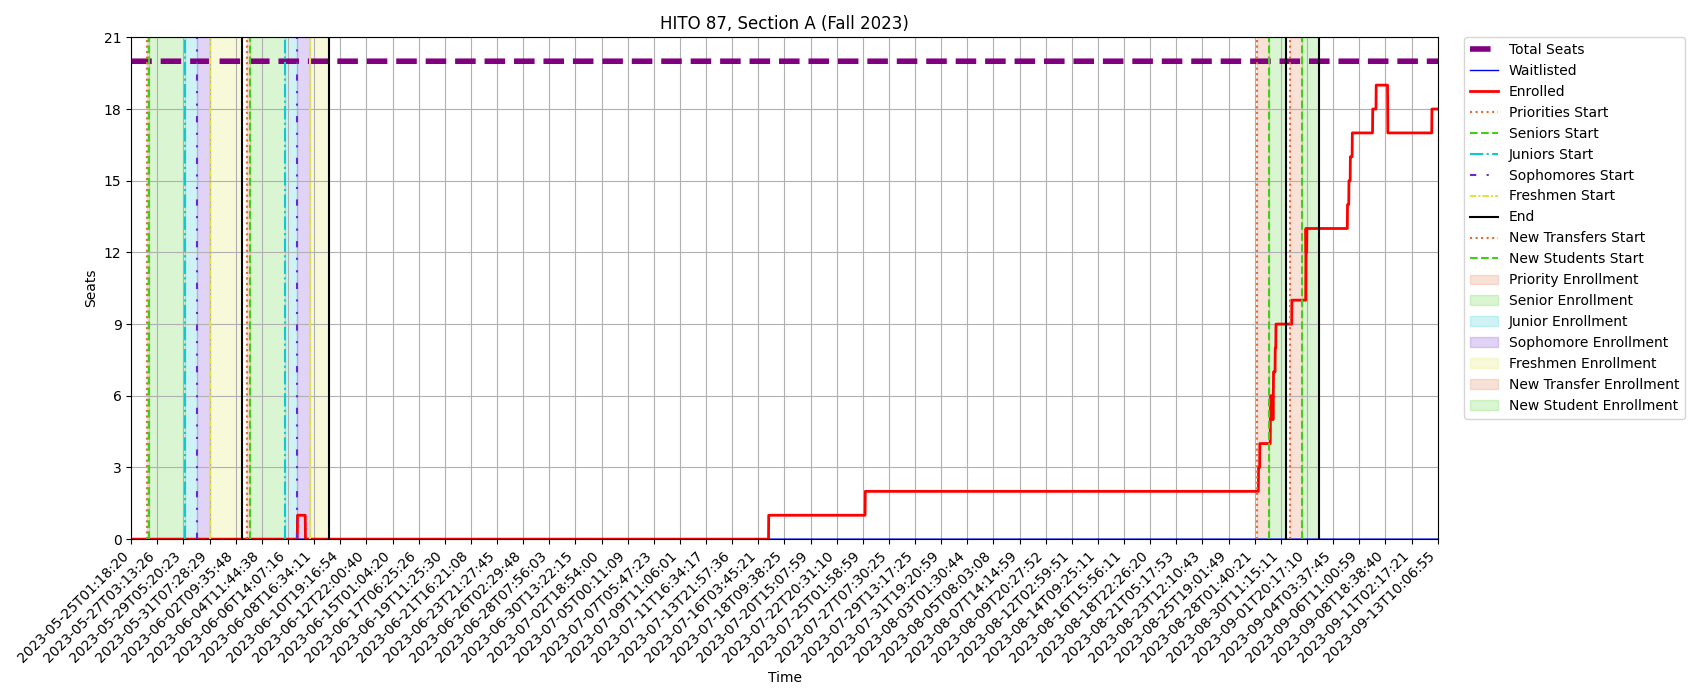 HITO 87, Section A (Fall 2023)
21
18
15
12
9
6
3
0
Seats
2023-05-25T01:18:20
2023-05-27T03:13:26
2023-05-29T05:20:23
2023-05-31T07:28:29
2023-06-02T09:35:48
2023-06-04T11:44:38
2023-06-06T14:07:16
2023-06-08T16:34:11
2023-06-10T19:16:54
2023-06-12T22:00:40
2023-06-15T01:04:20
2023-06-17T06:25:26
2023-06-19T11:25:30
2023-06-21T16:21:08
2023-06-23T21:27:45
2023-06-26T02:29:48
2023-06-28T07:56:03
2023-06-30T13:22:15
2023-07-02T18:54:00
2023-07-05T00:11:09
2023-07-07T05:47:23
2023-07-09T11:06:01
2023-07-11T16:34:17
2023-07-13T21:57:36
2023-07-16T03:45:21
2023-07-18T09:38:25
2023-07-20T15:07:59
2023-07-22T20:31:10
2023-07-25T01:58:59
2023-07-27T07:30:25
2023-07-29T13:17:25
2023-07-31T19:20:59
2023-08-03T01:30:44
2023-08-05T08:03:08
2023-08-07T14:14:59
2023-08-09T20:27:52
2023-08-12T02:59:51
2023-08-14T09:25:11
2023-08-16T15:56:11
2023-08-18T22:26:20
2023-08-21T05:17:53
2023-08-23T12:10:43
2023-08-25T19:01:49
2023-08-28T01:40:21
2023-08-30T11:15:11
2023-09-01T20:17:10
2023-09-04T03:37:45
2023-09-06T11:00:59
2023-09-08T18:38:40
2023-09-11T02:17:21
2023-09-13T10:06:55
Time
Total Seats
Waitlisted
Enrolled
Priorities Start
Seniors Start
Juniors Start
Sophomores Start
Freshmen Start
End
New Transfers Start
New Students Start
Priority Enrollment
Senior Enrollment
Junior Enrollment
Sophomore Enrollment
Freshmen Enrollment
New Transfer Enrollment
New Student Enrollment